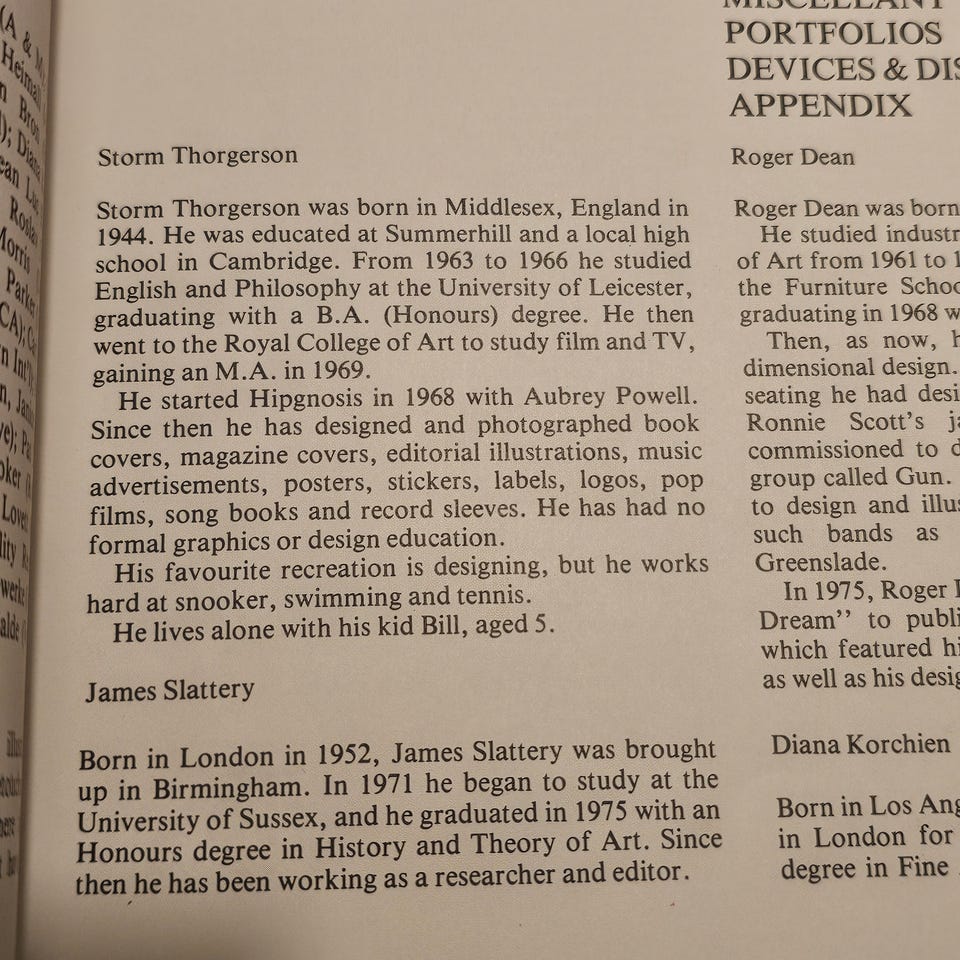 MISCELLANY
PORTFOLIOS
DEVICES & DIS
APPENDIX
Storm Thorgerson
Storm Thorgerson was born in Middlesex, England in
1944. He was educated at Summerhill and a local high
school in Cambridge. From 1963 to 1966 he studied
English and Philosophy at the University of Leicester,
graduating with a B.A. (Honours) degree. He then
went to the Royal College of Art to study film and TV,
gaining an M.A. in 1969.
He started Hipgnosis in 1968 with Aubrey Powell.
Since then he has designed and photographed book
covers, magazine covers, editorial illustrations, music
advertisements, posters, stickers, labels, logos, pop
films, song books and record sleeves. He has had no
formal graphics or design education.
His favourite recreation is designing, but he works
hard at snooker, swimming and tennis.
He lives alone with his kid Bill, aged 5.
James Slattery
Born in London in 1952, James Slattery was brought
up in Birmingham. In 1971 he began to study at the
University of Sussex, and he graduated in 1975 with an
Honours degree in History and Theory of Art. Since
then he has been working as a researcher and editor.
Roger Dean
Roger Dean was born
He studied industr
of Art from 1961 to 1
the Furniture Schoo
graduating in 1968 w
Then, as now, h
dimensional design.
seating he had desi
Ronnie Scott's ja
commissioned to d
group called Gun.
to design and illus
such bands as
Greenslade.
In 1975, Roger
Dream" to publi
which featured hi
as well as his desig
Diana Korchien
Born in Los Ang
in London for
degree in Fine